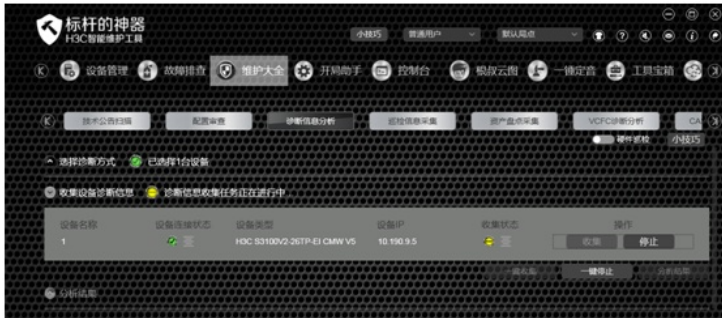 标杆的神器
H3C智能维护工具
小技巧 普通用户 默认局点
设备管理 故障排查 维护大全 开局助手 控制台 模拟云图 一锤定音 工具宝箱
技术公告扫描 配置审查 诊断信息分析 巡检信息采集 资产盘点采集 VCFC诊断分析 CA
硬件巡检 小技巧
选择诊断方式 已选择1台设备
收集设备诊断信息 诊断信息收集任务正在进行中...
设备名称 设备连接状态 设备类型 设备IP 收集状态 操作
1 H3C S3100V2-26TP-EI CMW V5 10.190.9.5 收集 停止
一键收集 一键停止 分析结果
分析结果